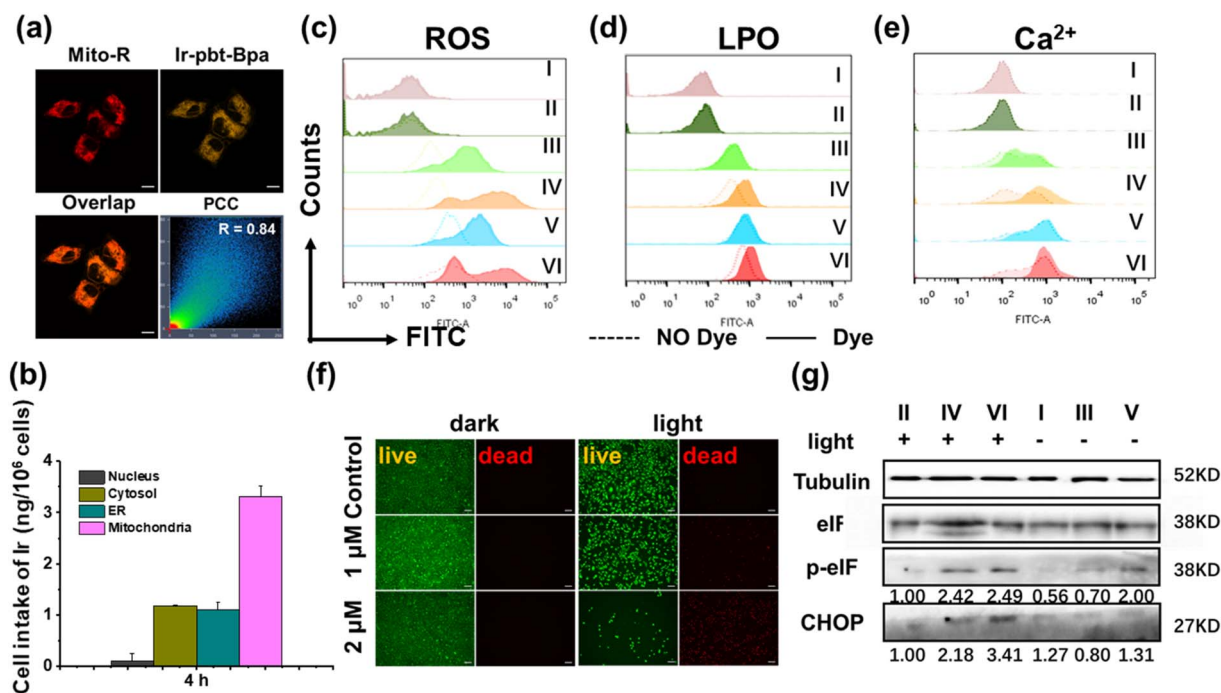 (a)
Mito-R Ir-pbt-Bpa
Overlap PCC
R = 0.84
(b)
Cell intake of Ir (ng/10⁶ cells)
4
3
2
1
0
Nucleus
Cytosol
ER
Mitochondria
4 h
(c) ROS
I
II
III
IV
V
VI
10⁰ 10¹ 10² 10³ 10⁴ 10⁵
FITC-A
Counts
FITC
(d) LPO
I
II
III
IV
V
VI
10⁰ 10¹ 10² 10³ 10⁴ 10⁵
FITC-A
(e) Ca²⁺
I
II
III
IV
V
VI
10⁰ 10¹ 10² 10³ 10⁴ 10⁵
FITC-A
NO Dye Dye
(f)
dark light
live dead live dead
Control
1 μM
2 μM
(g)
II IV VI I III V
light + + + - - -
Tubulin 52KD
eIF 38KD
p-eIF 38KD
1.00 2.42 2.49 0.56 0.70 2.00
CHOP 27KD
1.00 2.18 3.41 1.27 0.80 1.31